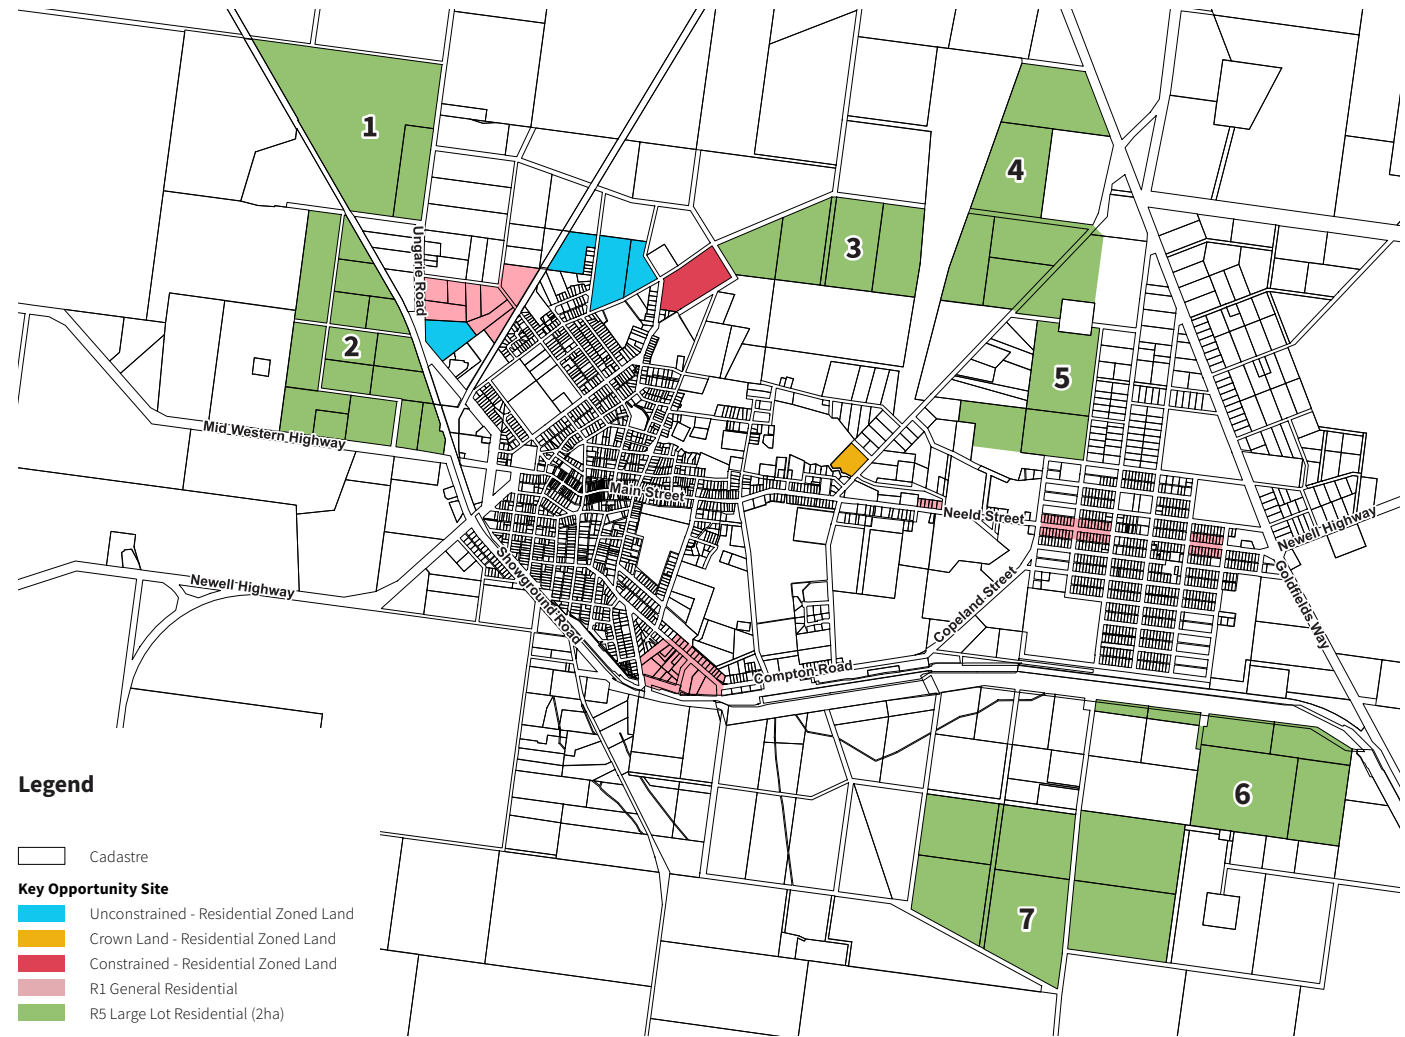 1
4
3
Ungarie Road
2
5
Mid Western Highway
Main Street
Neeld Street
Newell Highway
Newell Highway
Showground Road
Copeland Street
Goldfields Way
Compton Road
6
7
Legend
Cadastre
Key Opportunity Site
Unconstrained - Residential Zoned Land
Crown Land - Residential Zoned Land
Constrained - Residential Zoned Land
R1 General Residential
R5 Large Lot Residential (2ha)